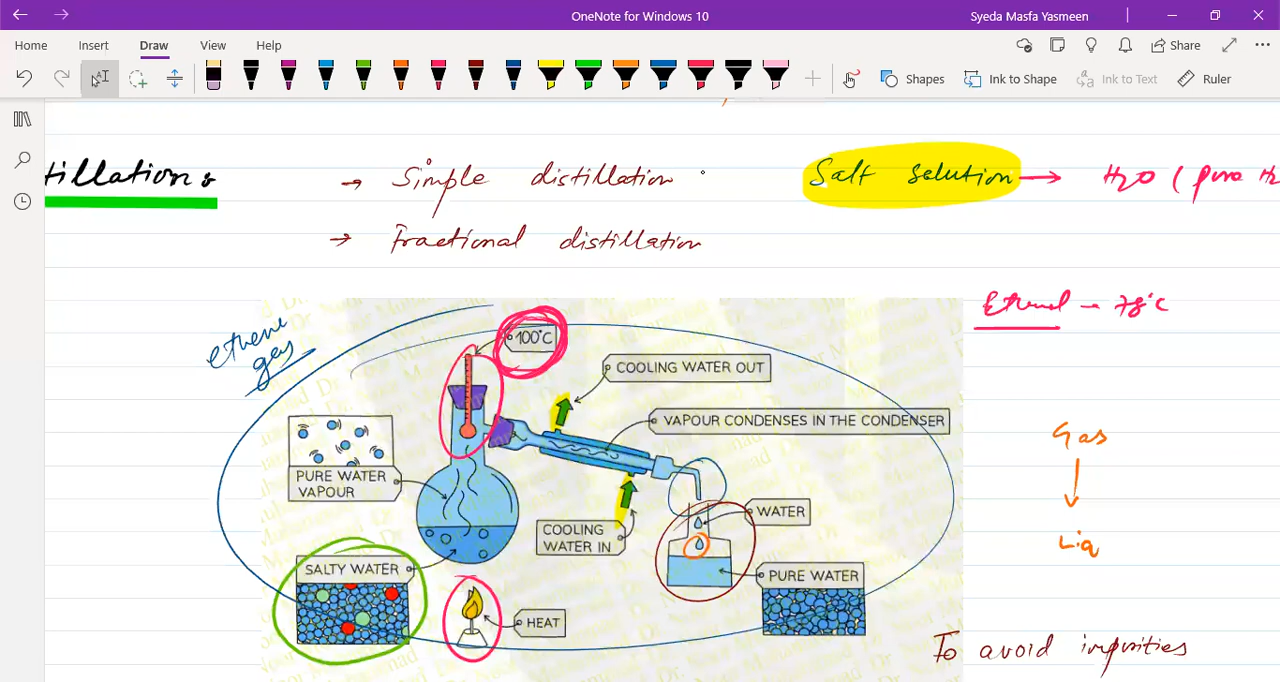 OneNote for Windows 10
Syeda Masfa Yasmeen
Home Insert Draw View Help
Share
Shapes Ink to Shape Ink to Text Ruler
tillation
→ Simple distillation
→ Fractional distillation
Salt solution → H2O (pure H2
Ethanol - 78°C
ethene gas
100°C
COOLING WATER OUT
VAPOUR CONDENSES IN THE CONDENSER
PURE WATER
VAPOUR
COOLING
WATER IN
WATER
SALTY WATER
PURE WATER
HEAT
Gas
↓
Liq
To avoid impurities